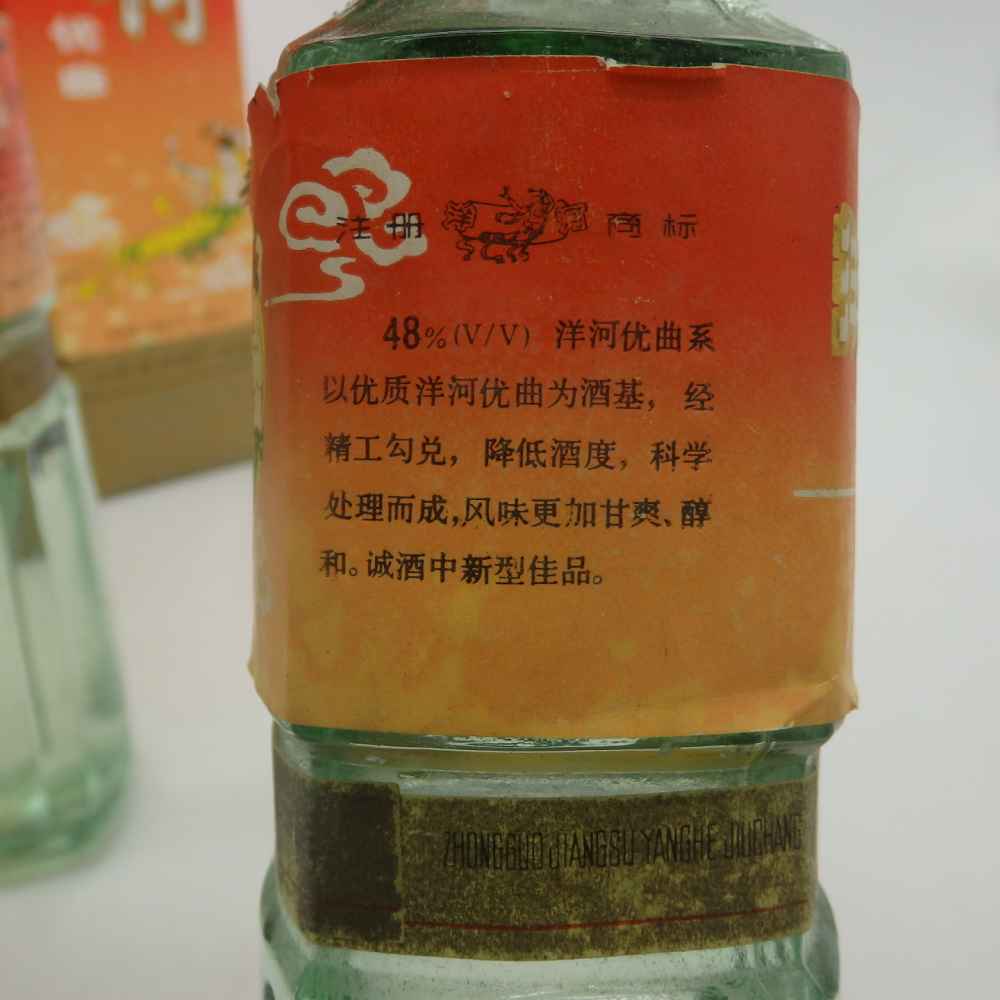 注册 商标
48%(V/V) 洋河优曲系
以优质洋河优曲为酒基，经
精工勾兑，降低酒度，科学
处理而成，风味更加甘爽、醇
和。诚酒中新型佳品。
ZHONGGUO JIANGSU YANGHE JIUCHANG